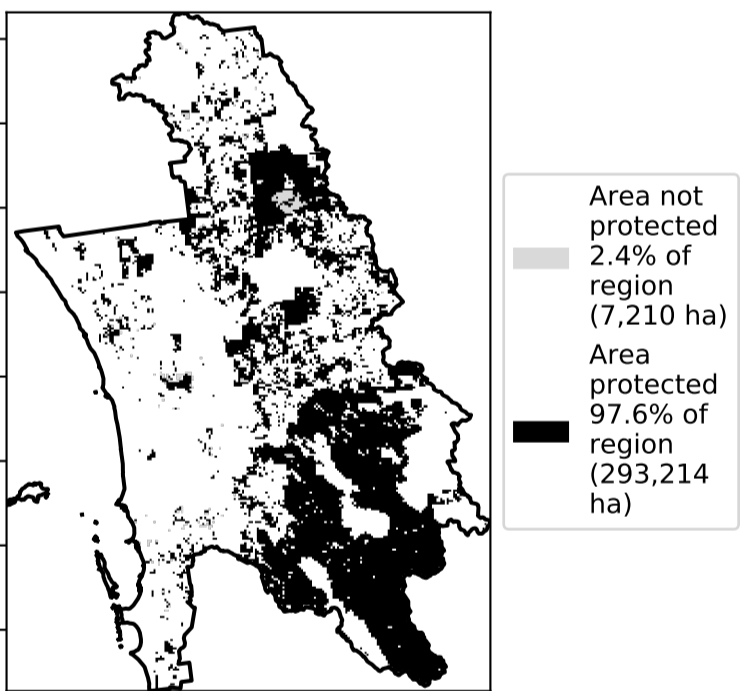 Area not
protected
2.4% of
region
(7,210 ha)
Area
protected
97.6% of
region
(293,214
ha)